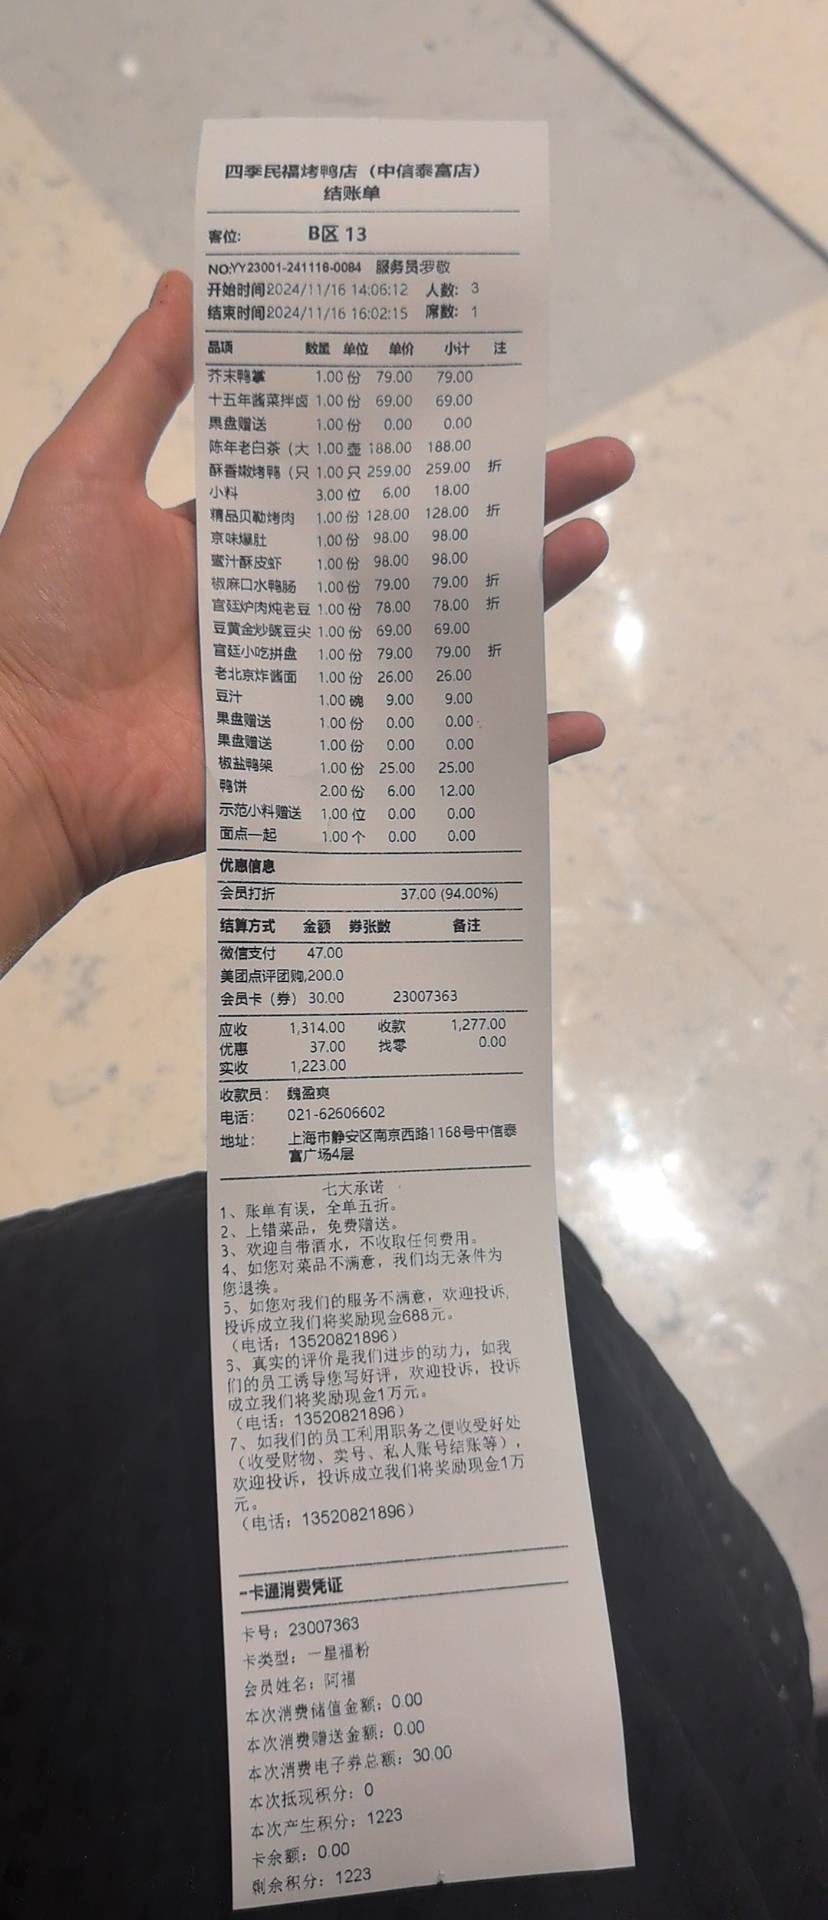 四季民福烤鸭店（中信泰富店）
结账单
客位: B区 13
NO:YY23001-241116-0084 服务员:罗敬
开始时间2024/11/16 14:06:12 人数: 3
结束时间2024/11/16 16:02:15 席数: 1
品项 数量 单位 单价 小计 注
芥末鸭掌 1.00 份 79.00 79.00
十五年酱菜拌卤 1.00 份 69.00 69.00
果盘赠送 1.00 份 0.00 0.00
陈年老白茶（大 1.00 壶 188.00 188.00
酥香嫩烤鸭（只 1.00 只 259.00 259.00 折
小料 3.00 位 6.00 18.00
精品贝勒烤肉 1.00 份 128.00 128.00 折
京味爆肚 1.00 份 98.00 98.00
蜜汁酥皮虾 1.00 份 98.00 98.00
椒麻口水鸭肠 1.00 份 79.00 79.00 折
宫廷炉肉炖老豆 1.00 份 78.00 78.00 折
豆黄金炒豌豆尖 1.00 份 69.00 69.00
宫廷小吃拼盘 1.00 份 79.00 79.00 折
老北京炸酱面 1.00 份 26.00 26.00
豆汁 1.00 碗 9.00 9.00
果盘赠送 1.00 份 0.00 0.00
果盘赠送 1.00 份 0.00 0.00
椒盐鸭架 1.00 份 25.00 25.00
鸭饼 2.00 份 6.00 12.00
示范小料赠送 1.00 位 0.00 0.00
面点一起 1.00 个 0.00 0.00
优惠信息
会员打折 37.00 (94.00%)
结算方式 金额 券张数 备注
微信支付 47.00
美团点评团购,200.0
会员卡（券） 30.00 23007363
应收 1,314.00 收款 1,277.00
优惠 37.00 找零 0.00
实收 1,223.00
收款员: 魏盈爽
电话: 021-62606602
地址: 上海市静安区南京西路1168号中信泰
富广场4层
七大承诺
1、账单有误，全单五折。
2、上错菜品，免费赠送。
3、欢迎自带酒水，不收取任何费用。
4、如您对菜品不满意，我们均无条件为
您退换。
5、如您对我们的服务不满意，欢迎投诉，
投诉成立我们将奖励现金688元。
（电话：13520821896）
6、真实的评价是我们进步的动力，如我
们的员工诱导您写好评，欢迎投诉，投诉
成立我们将奖励现金1万元。
（电话：13520821896）
7、如我们的员工利用职务之便收受好处
（收受财物、卖号、私人账号结账等），
欢迎投诉，投诉成立我们将奖励现金1万
元。
（电话：13520821896）
--卡通消费凭证
卡号：23007363
卡类型：一星福粉
会员姓名：阿福
本次消费储值金额：0.00
本次消费赠送金额：0.00
本次消费电子券总额：30.00
本次抵现积分：0
本次产生积分：1223
卡余额：0.00
剩余积分：1223